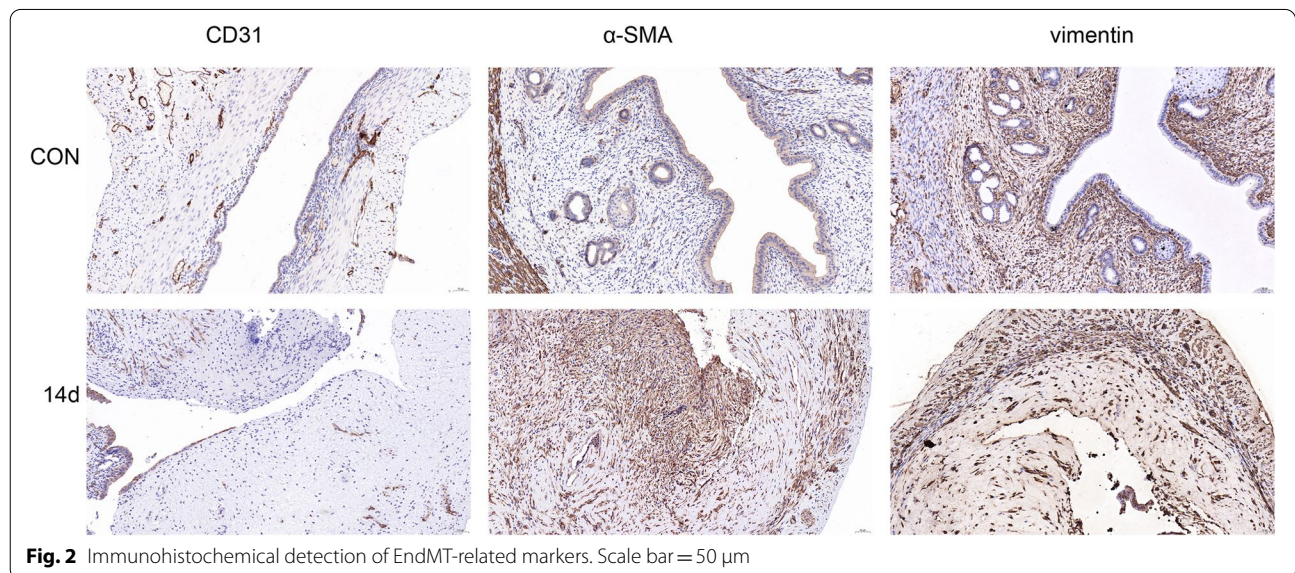 CD31 α-SMA vimentin
CON
14d
Fig. 2 Immunohistochemical detection of EndMT-related markers. Scale bar = 50 µm